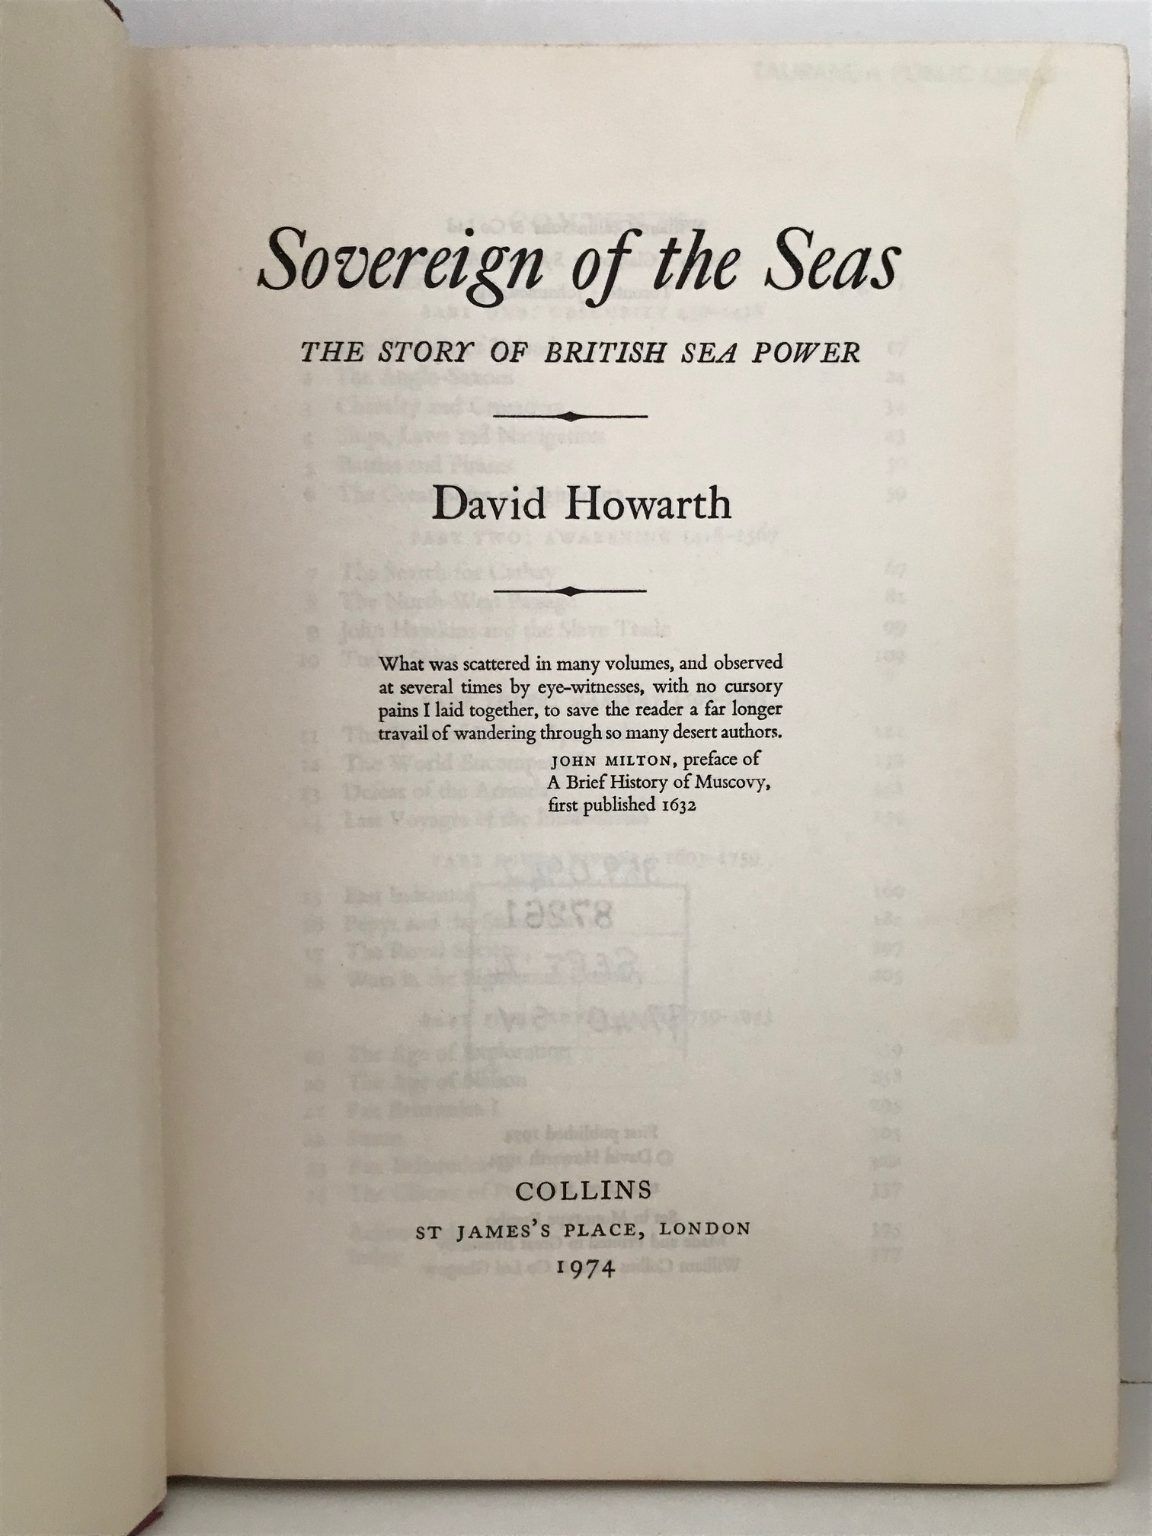 Sovereign of the Seas
THE STORY OF BRITISH SEA POWER
David Howarth
What was scattered in many volumes, and observed
at several times by eye-witnesses, with no cursory
pains I laid together, to save the reader a far longer
travail of wandering through so many desert authors.
JOHN MILTON, preface of
A Brief History of Muscovy,
first published 1632
COLLINS
ST JAMES'S PLACE, LONDON
1974